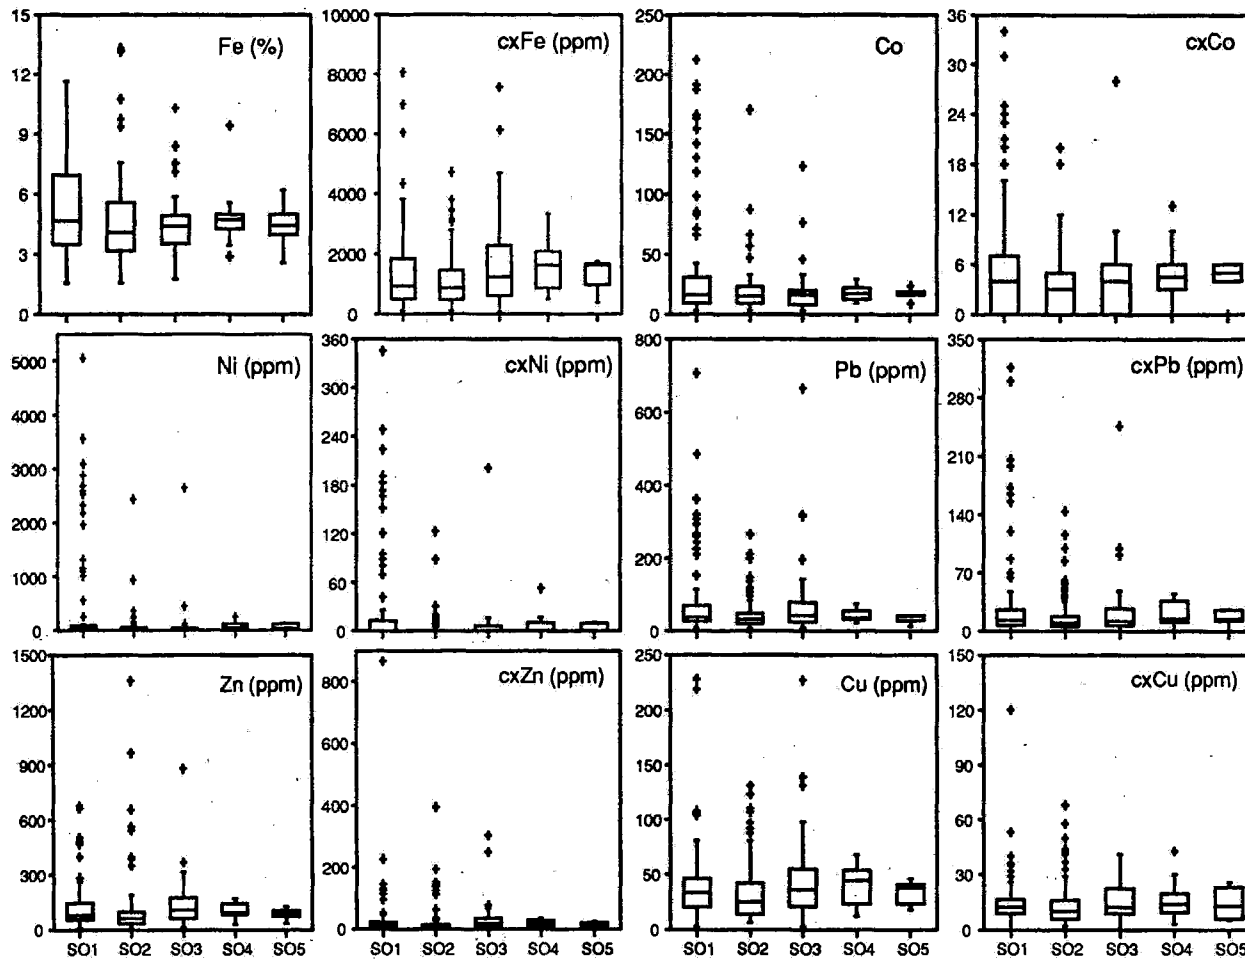 15 12 9 6 3 0 Fe (%)
10000 8000 6000 4000 2000 0 cxFe (ppm)
250 200 150 100 50 0 Co
36 30 24 18 12 6 0 cxCo
5000 4000 3000 2000 1000 0 Ni (ppm)
360 300 240 180 120 60 0 cxNi (ppm)
800 600 400 200 100 50 0 Pb (ppm)
350 280 210 140 70 0 cxPb (ppm)
1500 1200 900 600 300 0 Zn (ppm)
800 600 400 200 0 cxZn (ppm)
250 200 150 100 50 0 Cu (ppm)
150 120 90 60 30 0 cxCu (ppm)
SO1 SO2 SO3 SO4 SO5
SO1 SO2 SO3 SO4 SO5
SO1 SO2 SO3 SO4 SO5
SO1 SO2 SO3 SO4 SO5